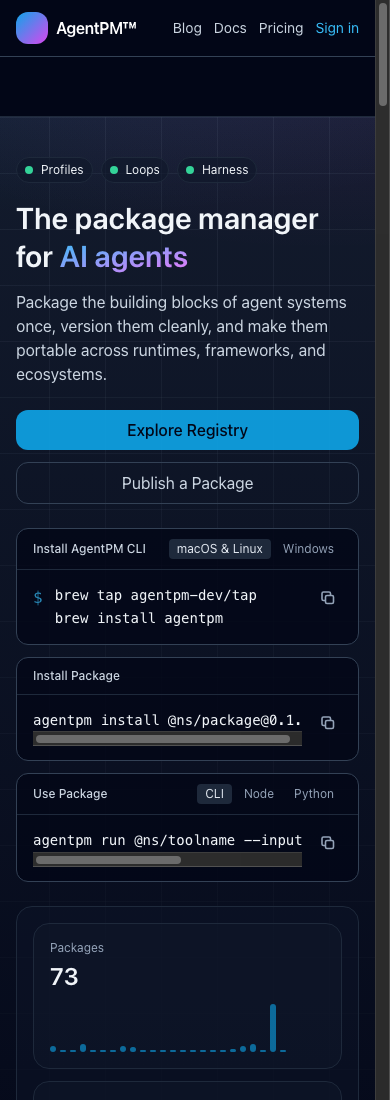 AgentPM™
Blog Docs Pricing Sign in
Profiles Loops Harness
The package manager
for AI agents
Package the building blocks of agent systems
once, version them cleanly, and make them
portable across runtimes, frameworks, and
ecosystems.
Explore Registry
Publish a Package
Install AgentPM CLI macOS & Linux Windows
$ brew tap agentpm-dev/tap
brew install agentpm
Install Package
agentpm install @ns/package@0.1.
Use Package CLI Node Python
agentpm run @ns/toolname --input
Packages
73